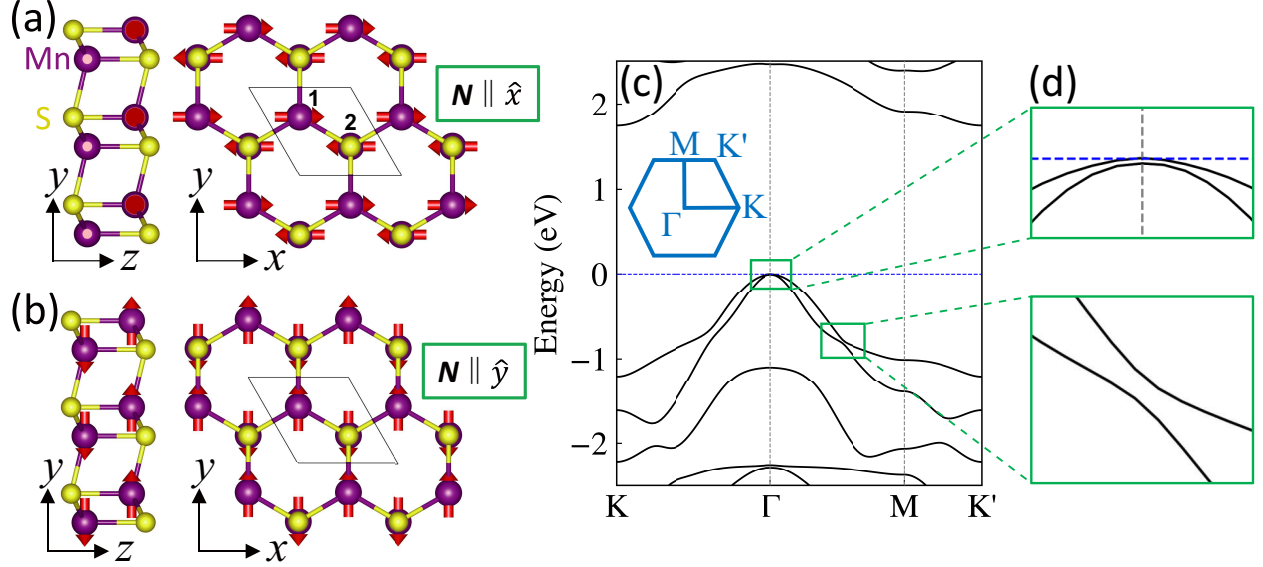 (a)
Mn
S
y
z
y
x
1
2
N ∥ x̂
(b)
y
z
y
x
N ∥ ŷ
(c)
Energy (eV)
2
1
0
−1
−2
M
K'
Γ
K
K
Γ
M
K'
(d)